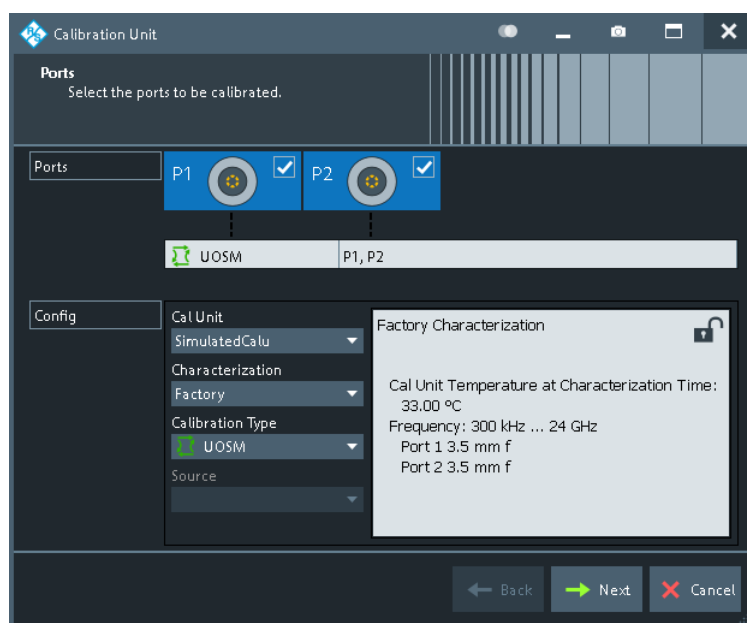 Calibration Unit
Ports
Select the ports to be calibrated.
Ports
P1
P2
UOSM
P1, P2
Config
Cal Unit
SimulatedCalu
Characterization
Factory
Calibration Type
UOSM
Source
Factory Characterization
Cal Unit Temperature at Characterization Time:
33.00 ºC
Frequency: 300 kHz ... 24 GHz
Port 1 3.5 mm f
Port 2 3.5 mm f
Back
Next
Cancel